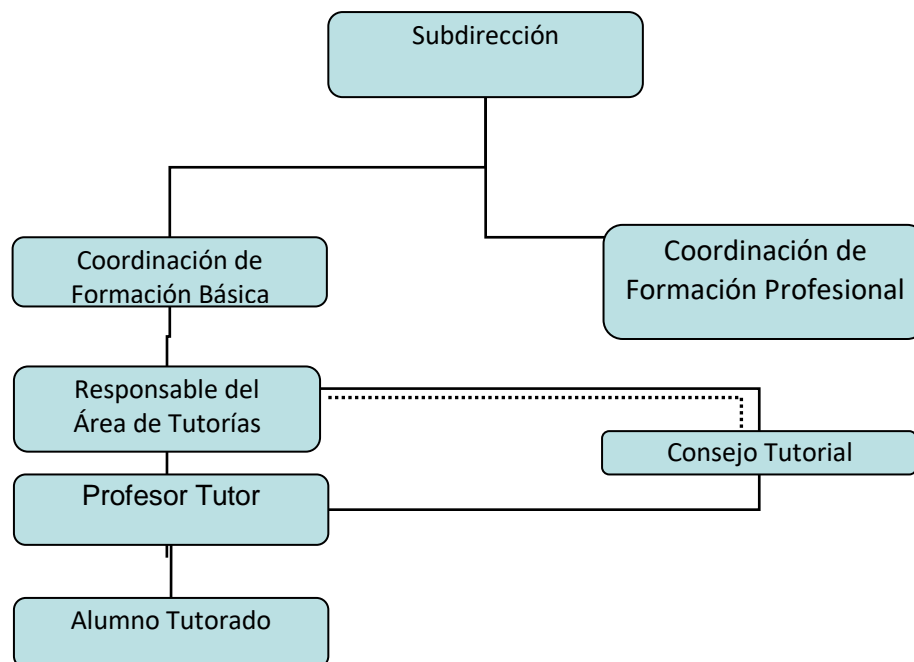 Subdirección
Coordinación de
Formación Básica
Coordinación de
Formación Profesional
Responsable del
Área de Tutorías
Consejo Tutorial
Profesor Tutor
Alumno Tutorado